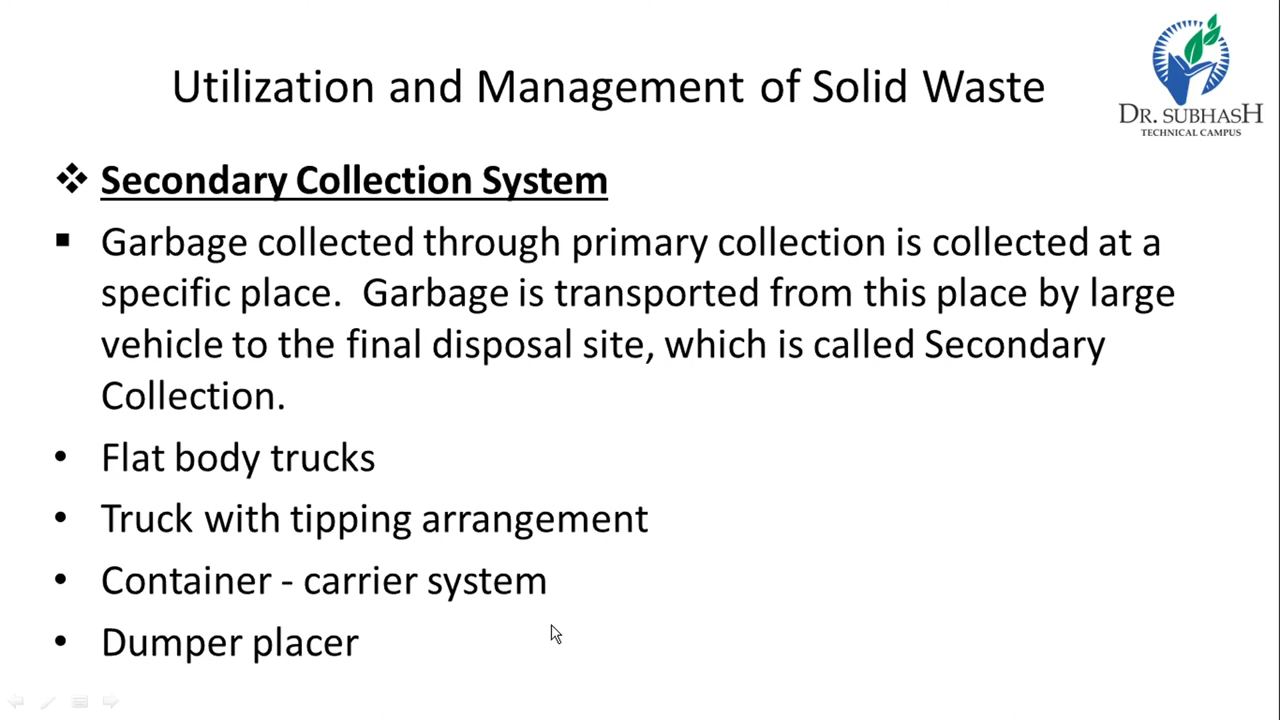 Utilization and Management of Solid Waste
DR. SUBHASH
TECHNICAL CAMPUS
❖ Secondary Collection System
▪ Garbage collected through primary collection is collected at a
specific place.  Garbage is transported from this place by large
vehicle to the final disposal site, which is called Secondary
Collection.
• Flat body trucks
• Truck with tipping arrangement
• Container - carrier system
• Dumper placer